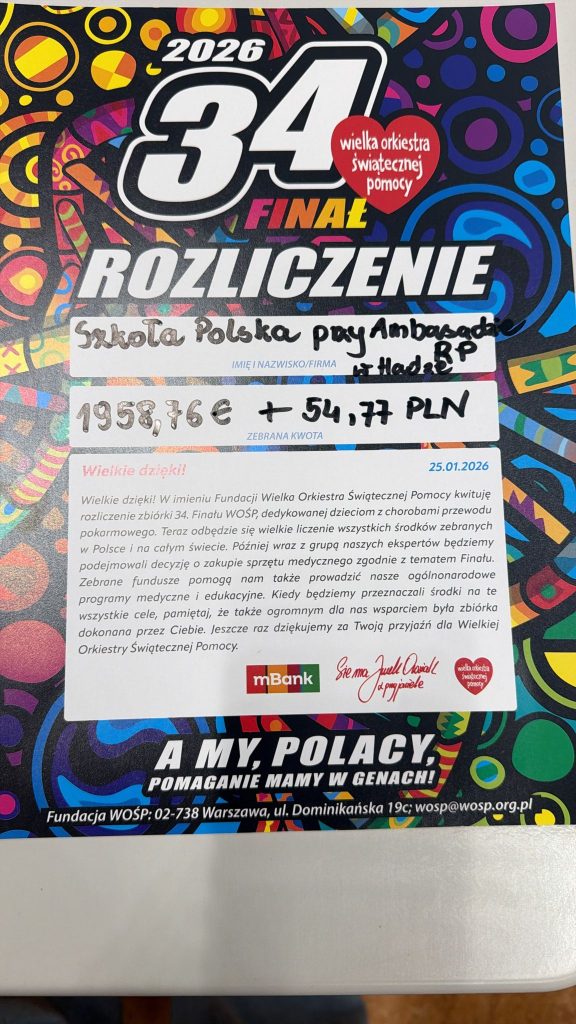 2026
34
FINAŁ
wielka orkiestra
świątecznej
pomocy
ROZLICZENIE
Szkoła Polska przy Ambasadzie
RP
w Hadze
IMIĘ I NAZWISKO/FIRMA
1958,76€ + 54,77 PLN
ZEBRANA KWOTA
Wielkie dzięki!
25.01.2026
Wielkie dzięki! W imieniu Fundacji Wielka Orkiestra Świątecznej Pomocy kwituję
rozliczenie zbiórki 34. Finału WOŚP, dedykowanej dzieciom z chorobami przewodu
pokarmowego. Teraz odbędzie się wielkie liczenie wszystkich środków zebranych
w Polsce i na całym świecie. Później wraz z grupą naszych ekspertów będziemy
podejmowali decyzję o zakupie sprzętu medycznego zgodnie z tematem Finału.
Zebrane fundusze pomogą nam także prowadzić nasze ogólnonarodowe
programy medyczne i edukacyjne. Kiedy będziemy przeznaczali środki na te
wszystkie cele, pamiętaj, że także ogromnym dla nas wsparciem była zbiórka
dokonana przez Ciebie. Jeszcze raz dziękujemy za Twoją przyjaźń dla Wielkiej
Orkiestry Świątecznej Pomocy.
mBank
Siema Jurek Owsiak
z przyjaciółmi
wielka orkiestra
świątecznej
pomocy
A MY, POLACY,
POMAGANIE MAMY W GENACH!
Fundacja WOŚP: 02-738 Warszawa, ul. Dominikańska 19c; wosp@wosp.org.pl